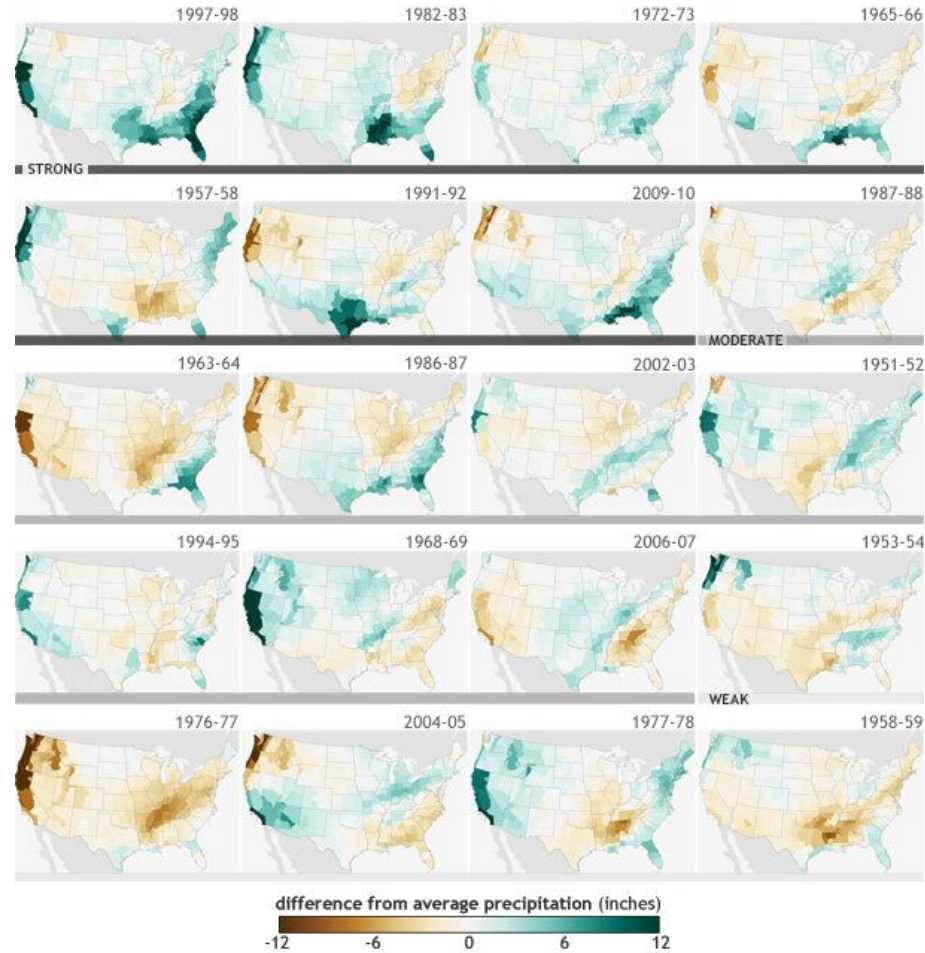 1997-98 1982-83 1972-73 1965-66
STRONG
1957-58 1991-92 2009-10 1987-88
MODERATE
1963-64 1986-87 2002-03 1951-52
1994-95 1968-69 2006-07 1953-54
WEAK
1976-77 2004-05 1977-78 1958-59
difference from average precipitation (inches)
-12 -6 0 6 12